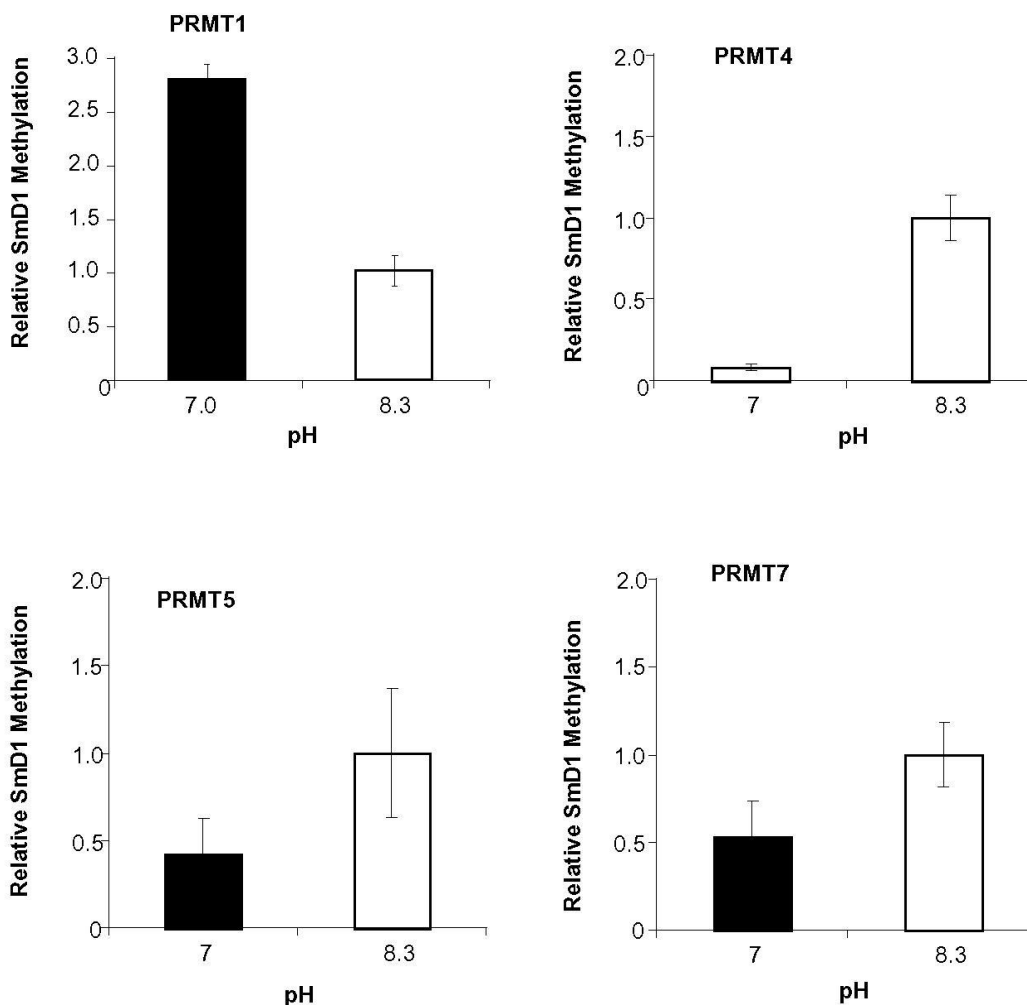 PRMT1
Relative SmD1 Methylation
3.0
2.5
2.0
1.5
1.0
0.5
0
7.0 8.3
pH
PRMT4
Relative SmD1 Methylation
2.0
1.5
1.0
0.5
0
7 8.3
pH
PRMT5
Relative SmD1 Methylation
2.0
1.5
1.0
0.5
0
7 8.3
pH
PRMT7
Relative SmD1 Methylation
2.0
1.5
1.0
0.5
0
7 8.3
pH